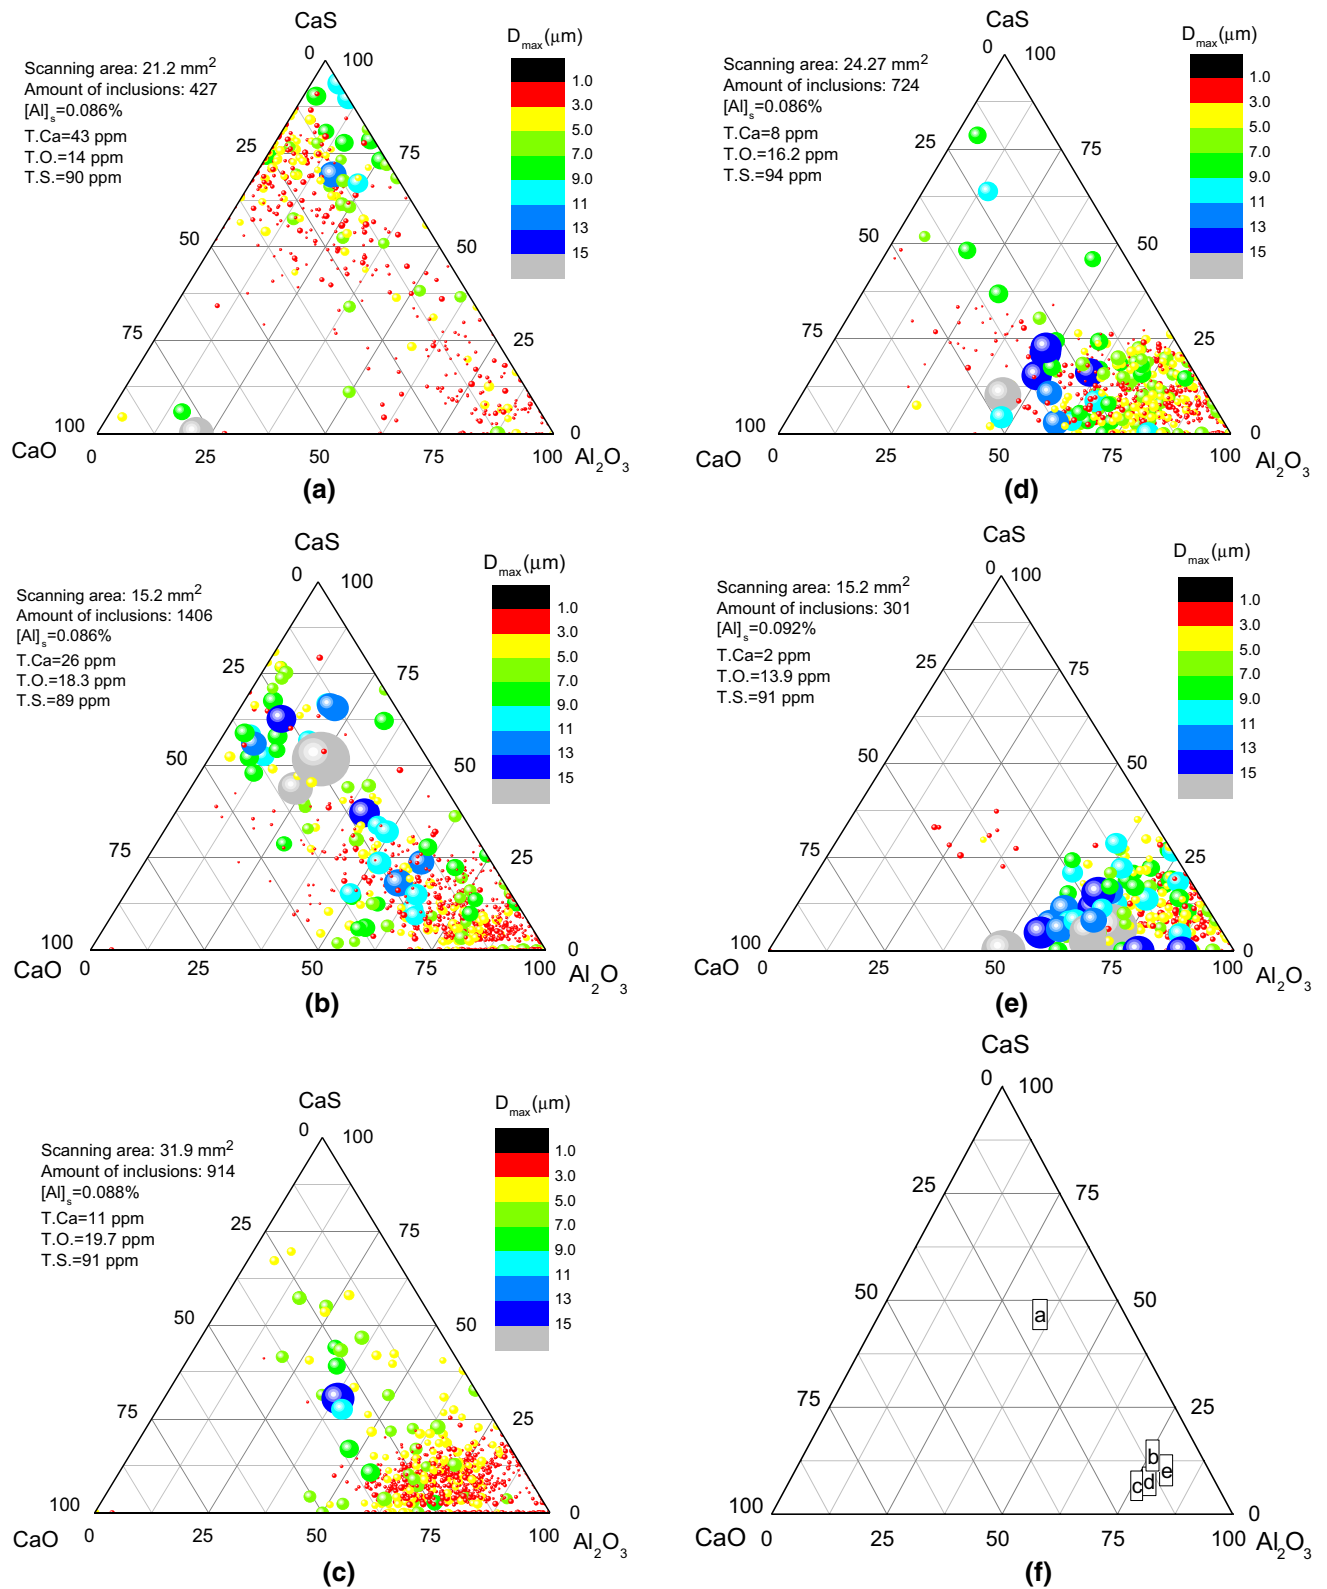 CaS
0 100
D_max(μm)
Scanning area: 21.2 mm²
Amount of inclusions: 427
[Al]_s=0.086%
T.Ca=43 ppm
T.O.=14 ppm
T.S.=90 ppm
1.0
3.0
5.0
7.0
9.0
11
13
15
25 75
50 50
75 25
100 0
CaO 0 25 50 75 100 Al₂O₃
(a)
CaS
0 100
D_max(μm)
Scanning area: 24.27 mm²
Amount of inclusions: 724
[Al]_s=0.086%
T.Ca=8 ppm
T.O.=16.2 ppm
T.S.=94 ppm
1.0
3.0
5.0
7.0
9.0
11
13
15
25 75
50 50
75 25
100 0
CaO 0 25 50 75 100 Al₂O₃
(d)
CaS
0 100
D_max(μm)
Scanning area: 15.2 mm²
Amount of inclusions: 1406
[Al]_s=0.086%
T.Ca=26 ppm
T.O.=18.3 ppm
T.S.=89 ppm
1.0
3.0
5.0
7.0
9.0
11
13
15
25 75
50 50
75 25
100 0
CaO 0 25 50 75 100 Al₂O₃
(b)
CaS
0 100
D_max(μm)
Scanning area: 15.2 mm²
Amount of inclusions: 301
[Al]_s=0.092%
T.Ca=2 ppm
T.O.=13.9 ppm
T.S.=91 ppm
1.0
3.0
5.0
7.0
9.0
11
13
15
25 75
50 50
75 25
100 0
CaO 0 25 50 75 100 Al₂O₃
(e)
CaS
0 100
D_max(μm)
Scanning area: 31.9 mm²
Amount of inclusions: 914
[Al]_s=0.088%
T.Ca=11 ppm
T.O.=19.7 ppm
T.S.=91 ppm
1.0
3.0
5.0
7.0
9.0
11
13
15
25 75
50 50
75 25
100 0
CaO 0 25 50 75 100 Al₂O₃
(c)
CaS
0 100
25 75
50 50
a
75 25
b
e
c d
100 0
CaO 0 25 50 75 100 Al₂O₃
(f)